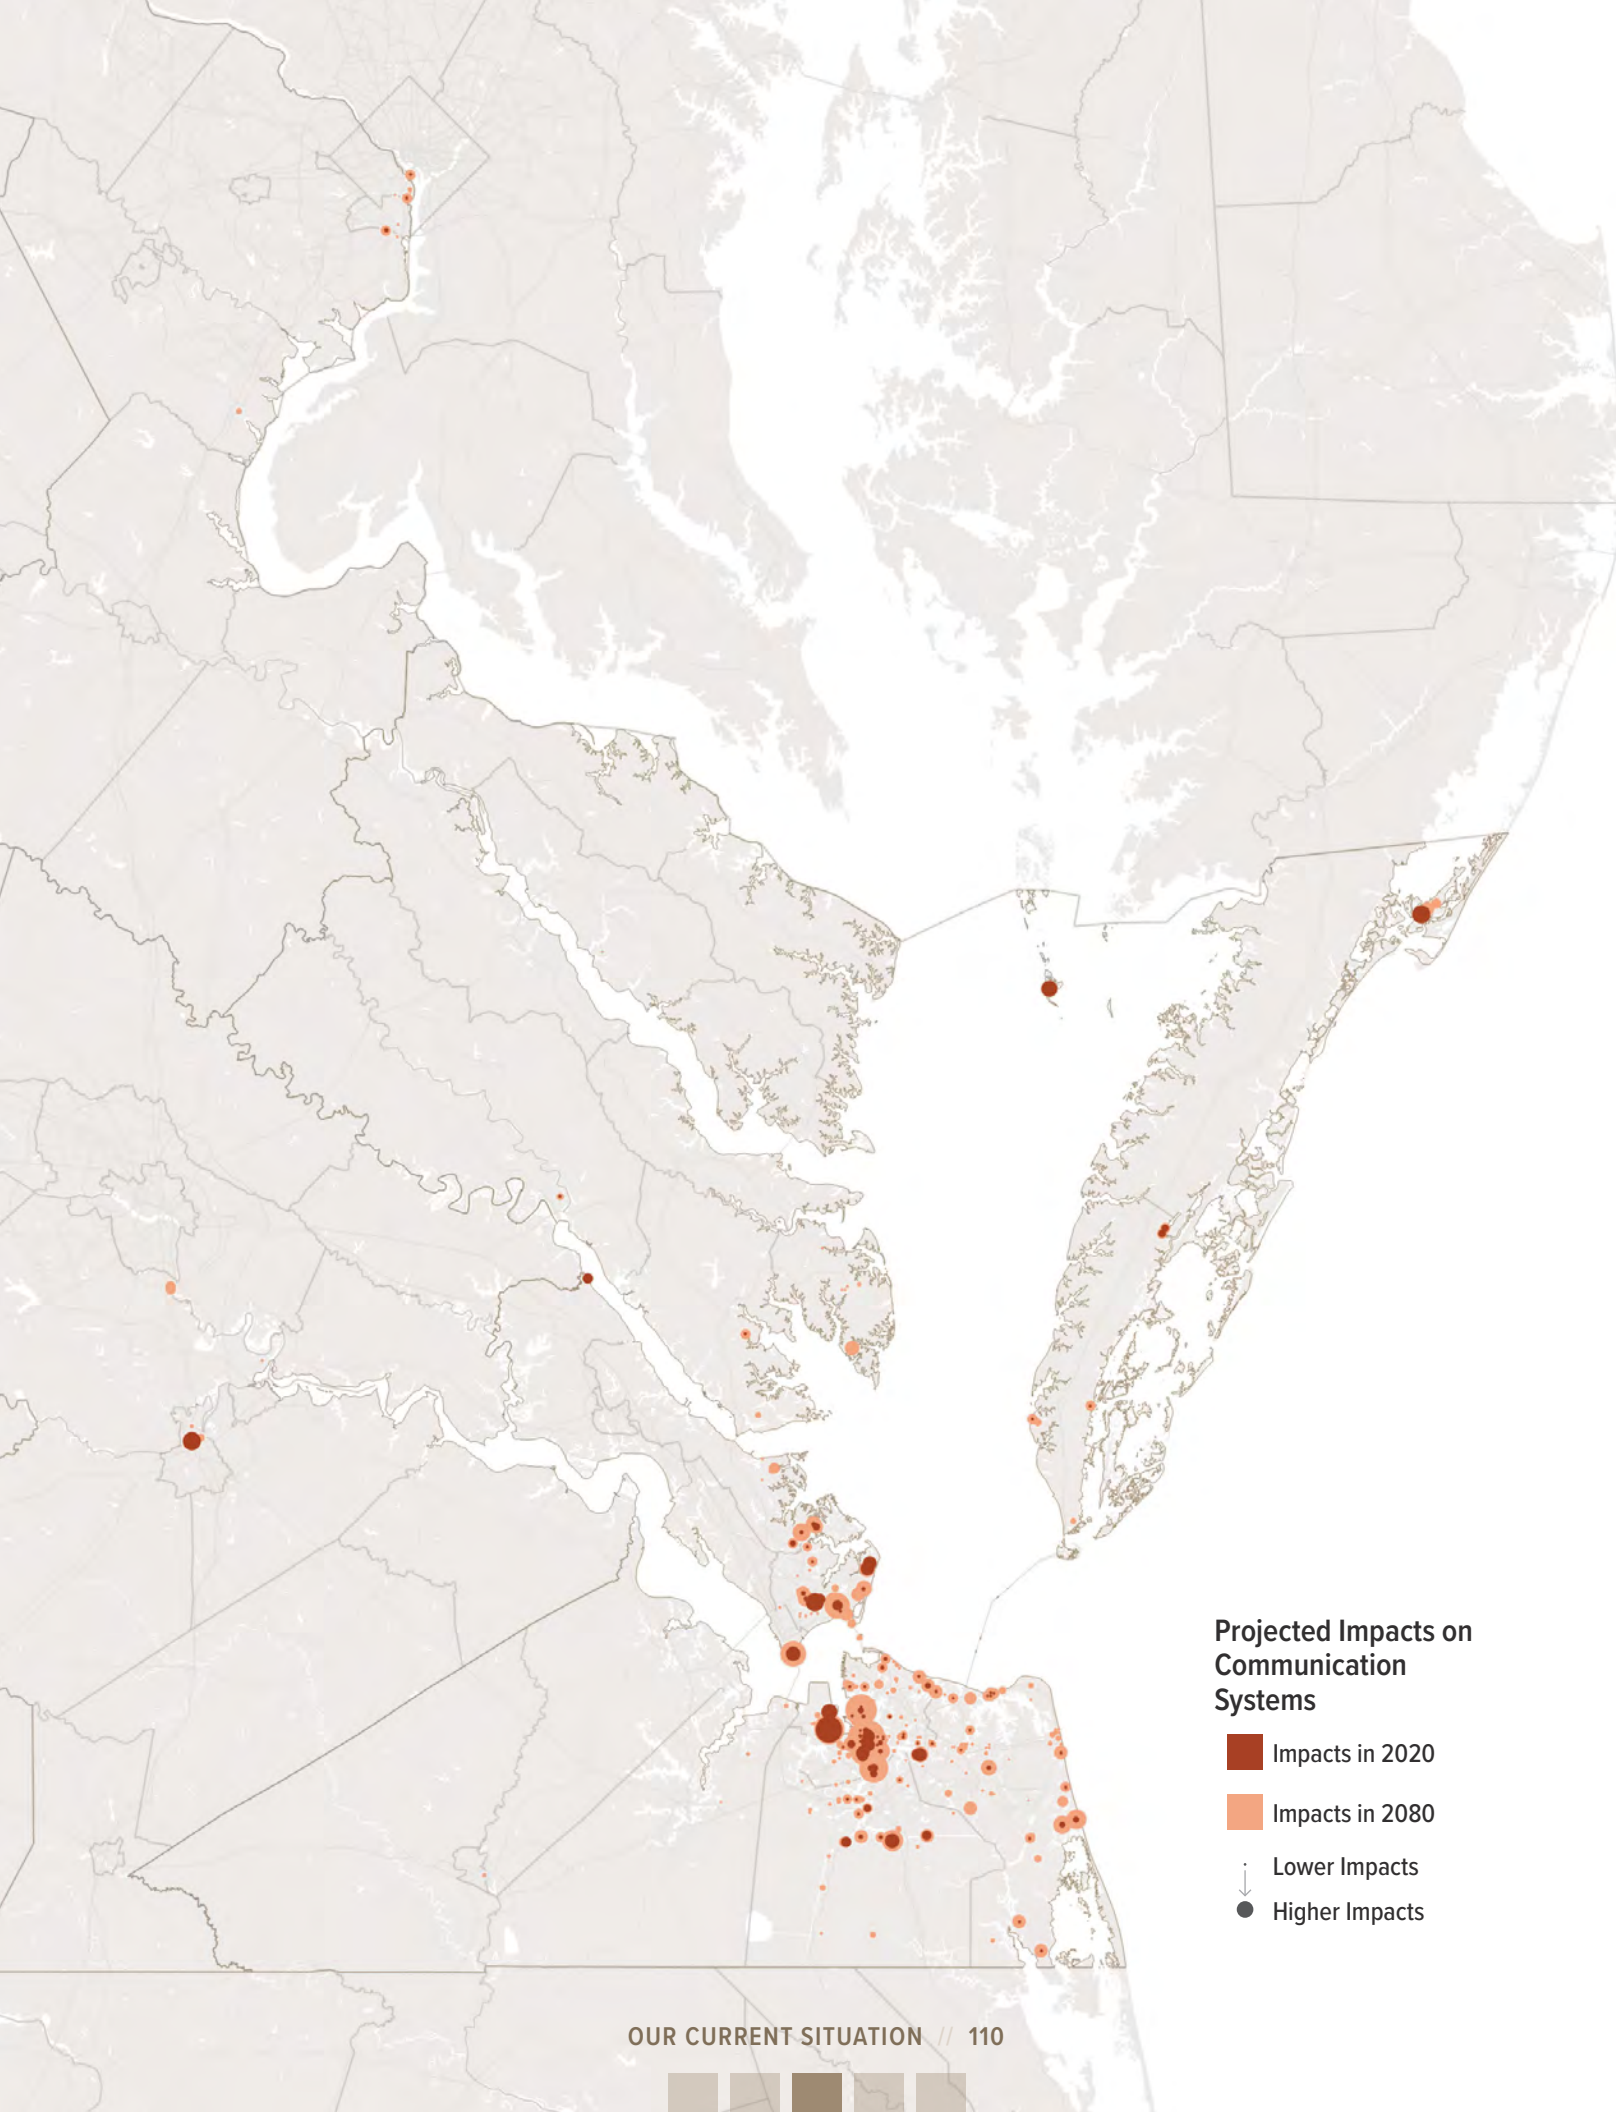 Projected Impacts on
Communication
Systems
Impacts in 2020
Impacts in 2080
Lower Impacts
Higher Impacts
OUR CURRENT SITUATION // 110